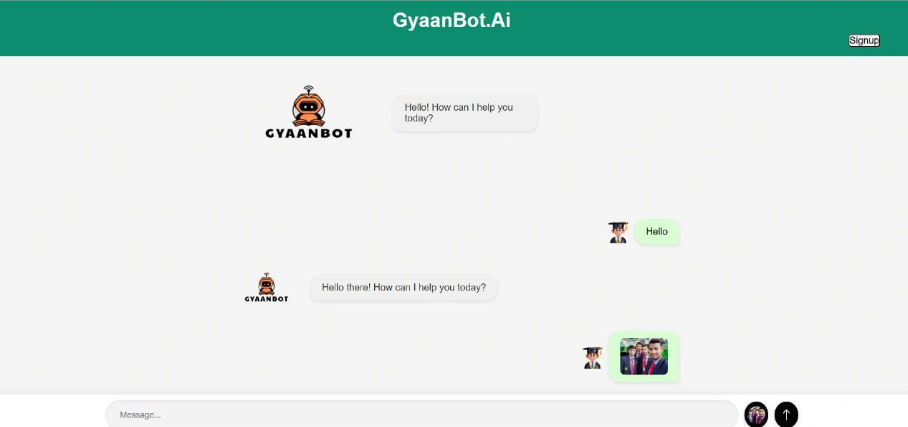 GyaanBot.Ai
Signup
GYAANBOT
Hello! How can I help you
today?
Hello
GYAANBOT
Hello there! How can I help you today?
Message...